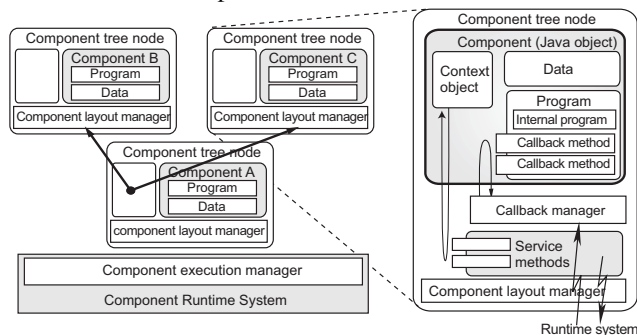 Component tree node
Component B
Program
Data
Component layout manager
Component tree node
Component C
Program
Data
Component layout manager
Component tree node
Component A
Program
Data
component layout manager
Component execution manager
Component Runtime System
Component tree node
Component (Java object)
Context
object
Data
Program
Internal program
Callback method
Callback method
Callback manager
Service
methods
Component layout manager
Runtime system